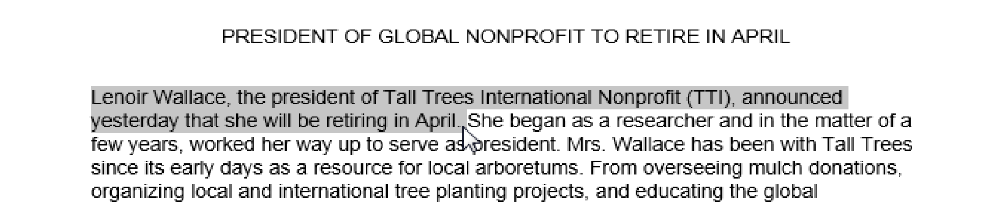 PRESIDENT OF GLOBAL NONPROFIT TO RETIRE IN APRIL
Lenoir Wallace, the president of Tall Trees International Nonprofit (TTI), announced
yesterday that she will be retiring in April. She began as a researcher and in the matter of a
few years, worked her way up to serve as president. Mrs. Wallace has been with Tall Trees
since its early days as a resource for local arboretums. From overseeing mulch donations,
organizing local and international tree planting projects, and educating the global